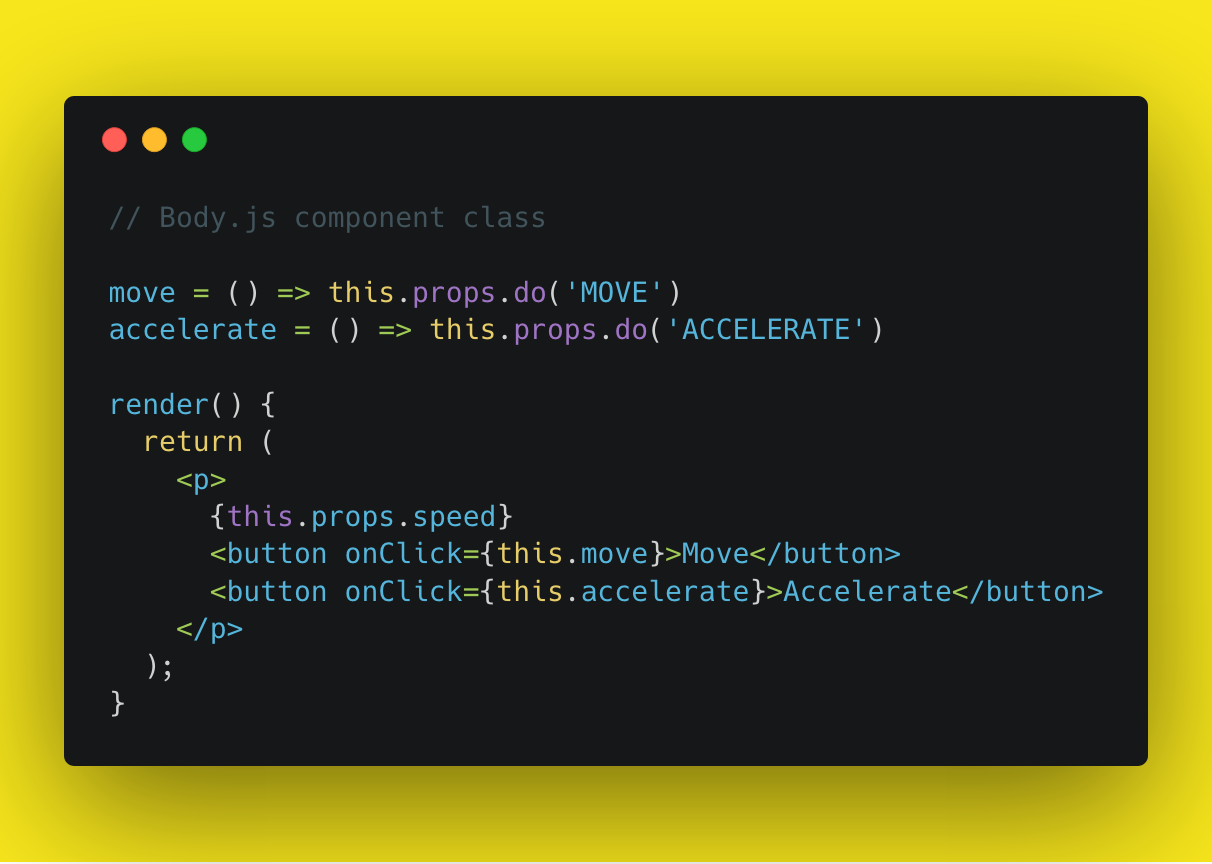 // Body.js component class

move = () => this.props.do('MOVE')
accelerate = () => this.props.do('ACCELERATE')

render() {
  return (
    <p>
      {this.props.speed}
      <button onClick={this.move}>Move</button>
      <button onClick={this.accelerate}>Accelerate</button>
    </p>
  );
}